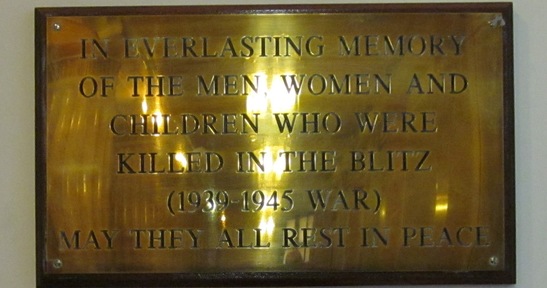 IN EVERLASTING MEMORY
OF THE MEN, WOMEN AND
CHILDREN WHO WERE
KILLED IN THE BLITZ
(1939-1945 WAR)
MAY THEY ALL REST IN PEACE